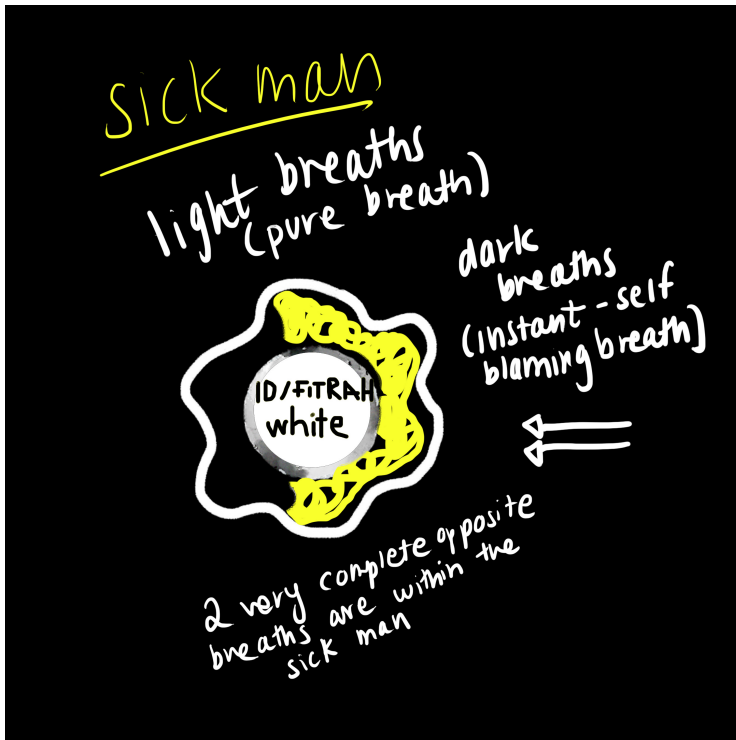 sick man
light breaths
(pure breath)
dark
breaths
(instant-self
blaming breath)
ID/FITRAH
white
2 very complete opposite
breaths are within the
sick man